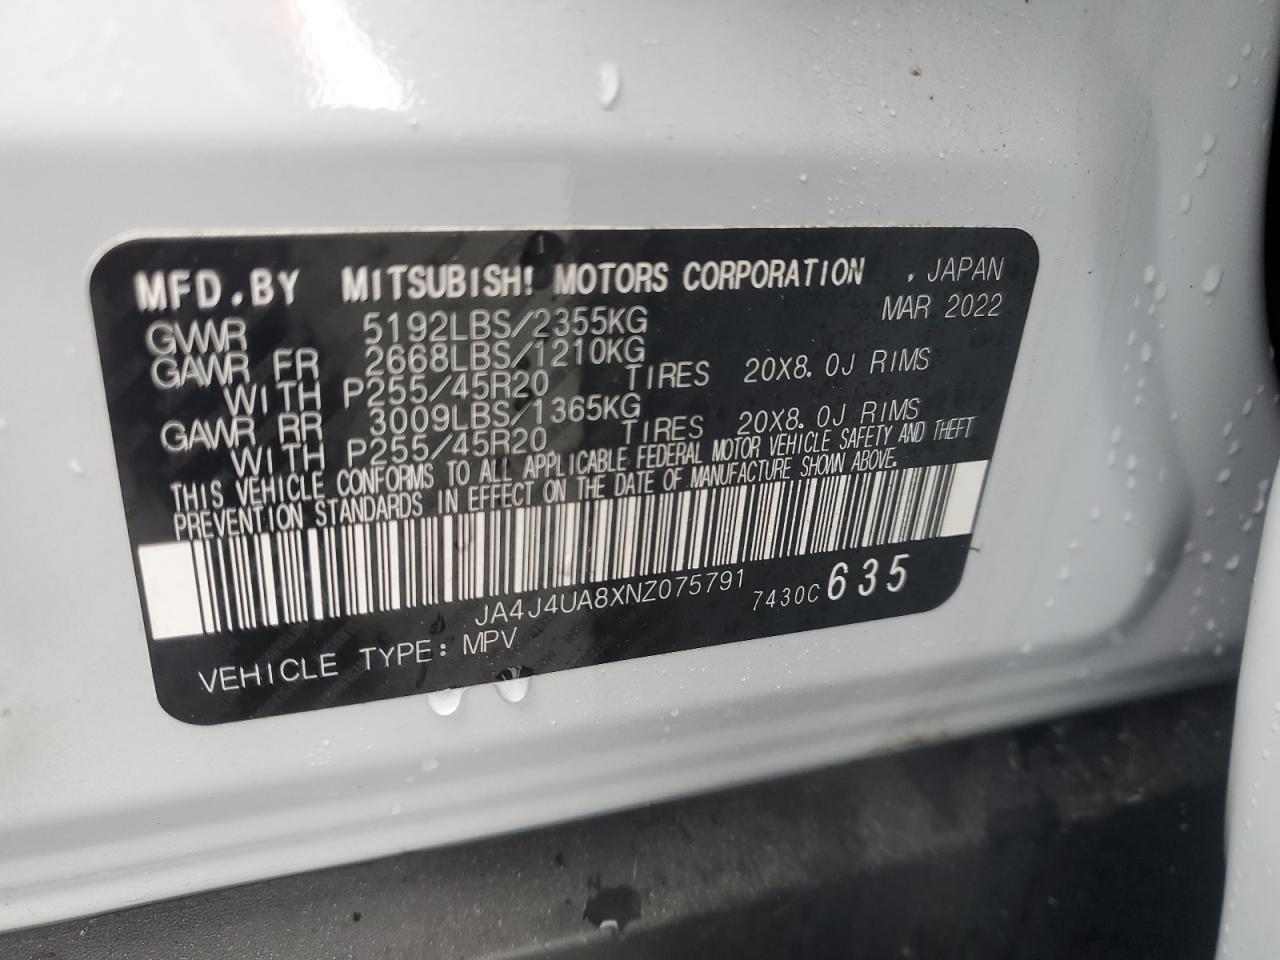 MFD.BY MITSUBISHI MOTORS CORPORATION , JAPAN
MAR 2022
GVWR 5192LBS/2355KG
GAWR FR 2668LBS/1210KG
WITH P255/45R20 TIRES 20X8.0J RIMS
GAWR RR 3009LBS/1365KG
WITH P255/45R20 TIRES 20X8.0J RIMS
THIS VEHICLE CONFORMS TO ALL APPLICABLE FEDERAL MOTOR VEHICLE SAFETY AND THEFT
PREVENTION STANDARDS IN EFFECT ON THE DATE OF MANUFACTURE SHOWN ABOVE.
JA4J4UA8XNZ075791 7430C 635
VEHICLE TYPE: MPV